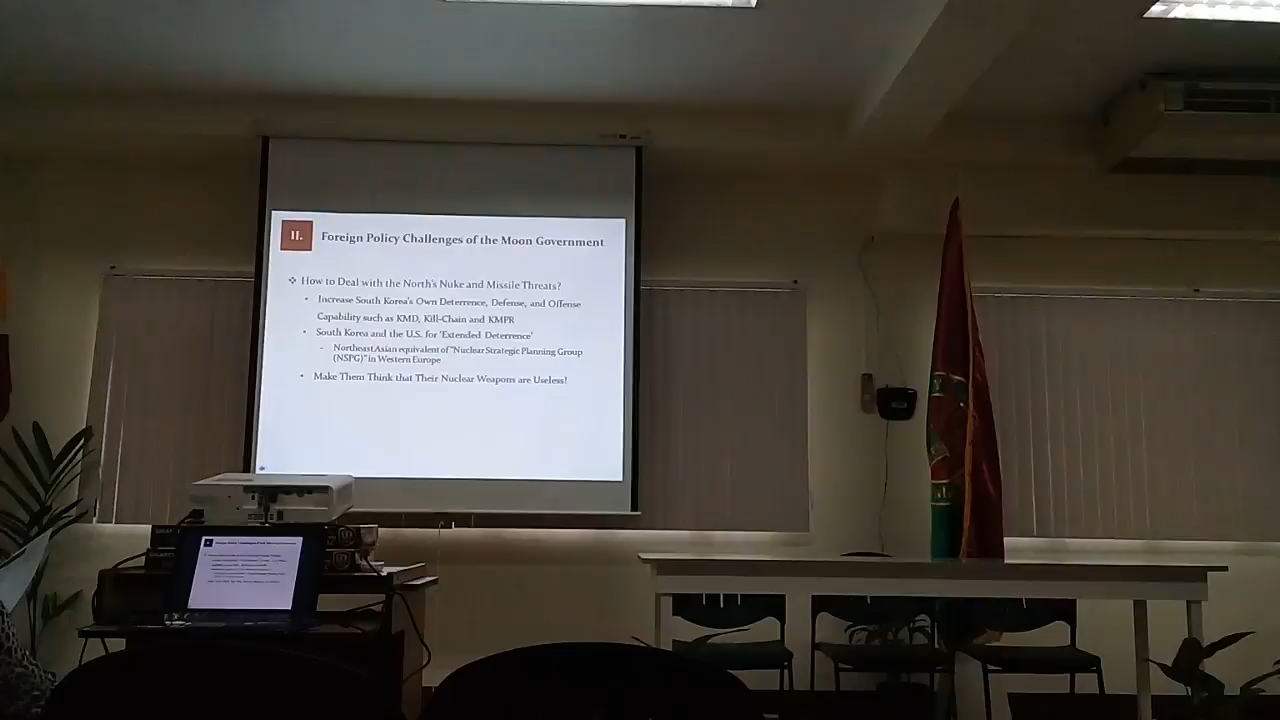 II.
Foreign Policy Challenges of the Moon Government
❖ How to Deal with the North's Nuke and Missile Threats?
• Increase South Korea's Own Deterrence, Defense, and Offense
Capability such as KMD, Kill-Chain and KMPR
• South Korea and the U.S. for 'Extended Deterrence'
- Northeast Asian equivalent of "Nuclear Strategic Planning Group
(NSPG)" in Western Europe
• Make Them Think that Their Nuclear Weapons are Useless!